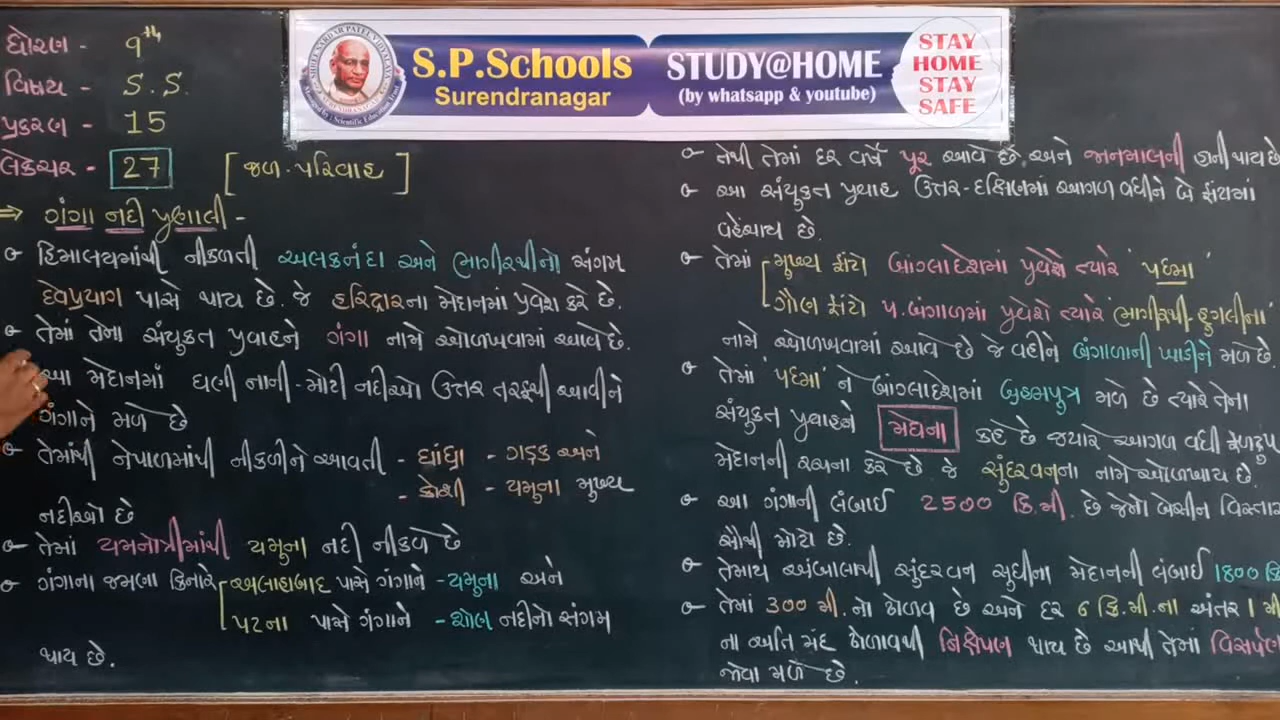 ધોરણ - ૧th
વિષય - S.S.
પ્રકરણ - 15
લેક્ચર - 27 [જળ-પરિવાહ]
S.P.Schools
Surendranagar
STUDY@HOME
(by whatsapp & youtube)
STAY
HOME
STAY
SAFE
⇒ ગંગા નદી પ્રણાલી -
હિમાલયમાંથી નીકળતી અલકનંદા અને ભાગીરથીનો સંગમ
દેવપ્રયાગ પાસે થાય છે. જે હરિદ્વારના મેદાનમાં પ્રવેશ કરે છે.
તેમાં તેના સંયુક્ત પ્રવાહને ગંગા નામે ઓળખવામાં આવે છે.
આ મેદાનમાં ઘણી નાની-મોટી નદીઓ ઉત્તર તરફથી આવીને
ગંગાને મળે છે
તેમાંથી નેપાળમાંથી નીકળીને આવતી - ઘાંઘા - ગડક અને
- કોશી - યમુના મુખ્ય
નદીઓ છે
તેમાં યમનોત્રીમાંથી યમુના નદી નીકળે છે
ગંગાના જમણા કિનારે અલાહાબાદ પાસે ગંગાને - યમુના અને
પટના પાસે ગંગાને - શોણ નદીનો સંગમ
થાય છે.
તેથી તેમાં દર વર્ષે પૂર આવે છે. અને જાનમાલની હાની થાય છે
આ સંયુક્ત પ્રવાહ ઉત્તર-દક્ષિણમાં આગળ વધીને બે ફાંટામાં
વહેંચાય છે.
તેમાં મુખ્ય ફાંટો બાંગ્લાદેશમાં પ્રવેશે ત્યારે 'પદ્મા'
ગૌણ ફાંટો પ.બંગાળમાં પ્રવેશે ત્યારે ભાગીરથી-હુગલીનાં
નામે ઓળખવામાં આવે છે જે વહીને બંગાળાની ખાડીને મળે છે.
તેમાં 'પદ્મા' ને બાંગ્લાદેશમાં બ્રહ્મપુત્ર મળે છે ત્યારે તેના
સંયુક્ત પ્રવાહને મેઘના કહે છે જ્યારે આગળ વધી
મેદાનની રચના કરે છે જે સુંદરવનના નામે ઓળખાય છે.
આ ગંગાની લંબાઈ 2500 કિ.મી. છે જેનો બેસીન વિસ્તાર
સૌથી મોટો છે.
તેમાય અંબાલાથી સુંદરવન સુધીના મેદાનની લંબાઈ 1800 કિ
તેમાં 300 મી. નો ઢોળાવ છે અને દર 6 કિ.મી.ના અંતર 1 મી
ના અતિ મંદ ઢોળાવથી નિક્ષેપણ થાય છે આથી તેમાં વિસર્પણ
જોવા મળે છે.